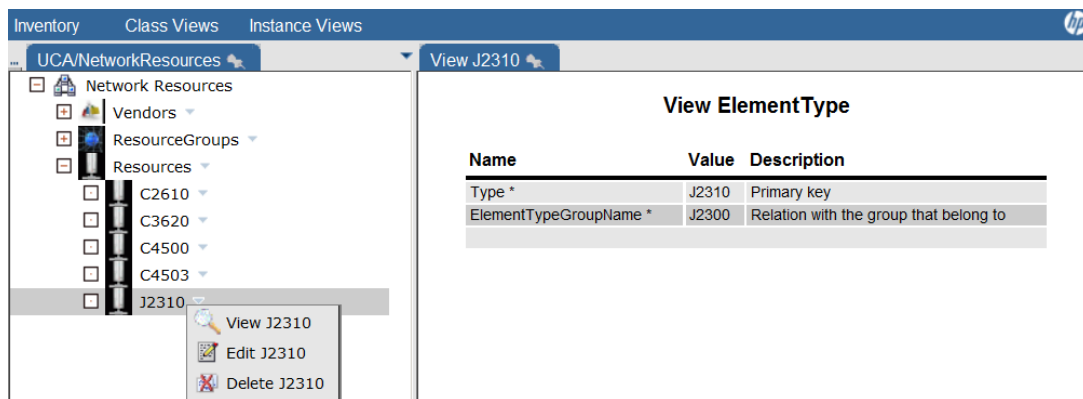 Inventory Class Views Instance Views
hp
... UCA/NetworkResources
View J2310
Network Resources
Vendors
ResourceGroups
Resources
C2610
C3620
C4500
C4503
J2310
View J2310
Edit J2310
Delete J2310
View ElementType
Name Value Description
Type * J2310 Primary key
ElementTypeGroupName * J2300 Relation with the group that belong to